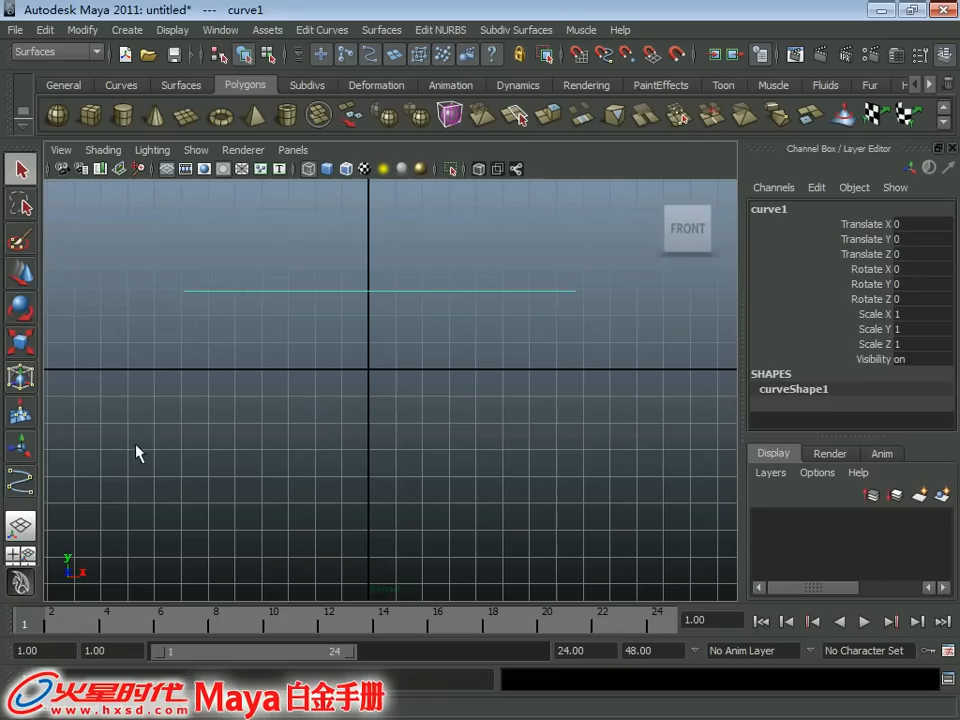 Autodesk Maya 2011: untitled* --- curve1
File Edit Modify Create Display Window Assets Edit Curves Surfaces Edit NURBS Subdiv Surfaces Muscle Help
Surfaces
General Curves Surfaces Polygons Subdivs Deformation Animation Dynamics Rendering PaintEffects Toon Muscle Fluids Fur
View Shading Lighting Show Renderer Panels
Channel Box / Layer Editor
Channels Edit Object Show
curve1
Translate X 0
Translate Y 0
Translate Z 0
Rotate X 0
Rotate Y 0
Rotate Z 0
Scale X 1
Scale Y 1
Scale Z 1
Visibility on
SHAPES
curveShape1
FRONT
y
x
Display Render Anim
Layers Options Help
1 2 4 6 8 10 12 14 16 18 20 22 24
1.00
1.00 1.00 1 24 24.00 48.00 No Anim Layer No Character Set
火星时代 Maya 白金手册
www.hxsd.com